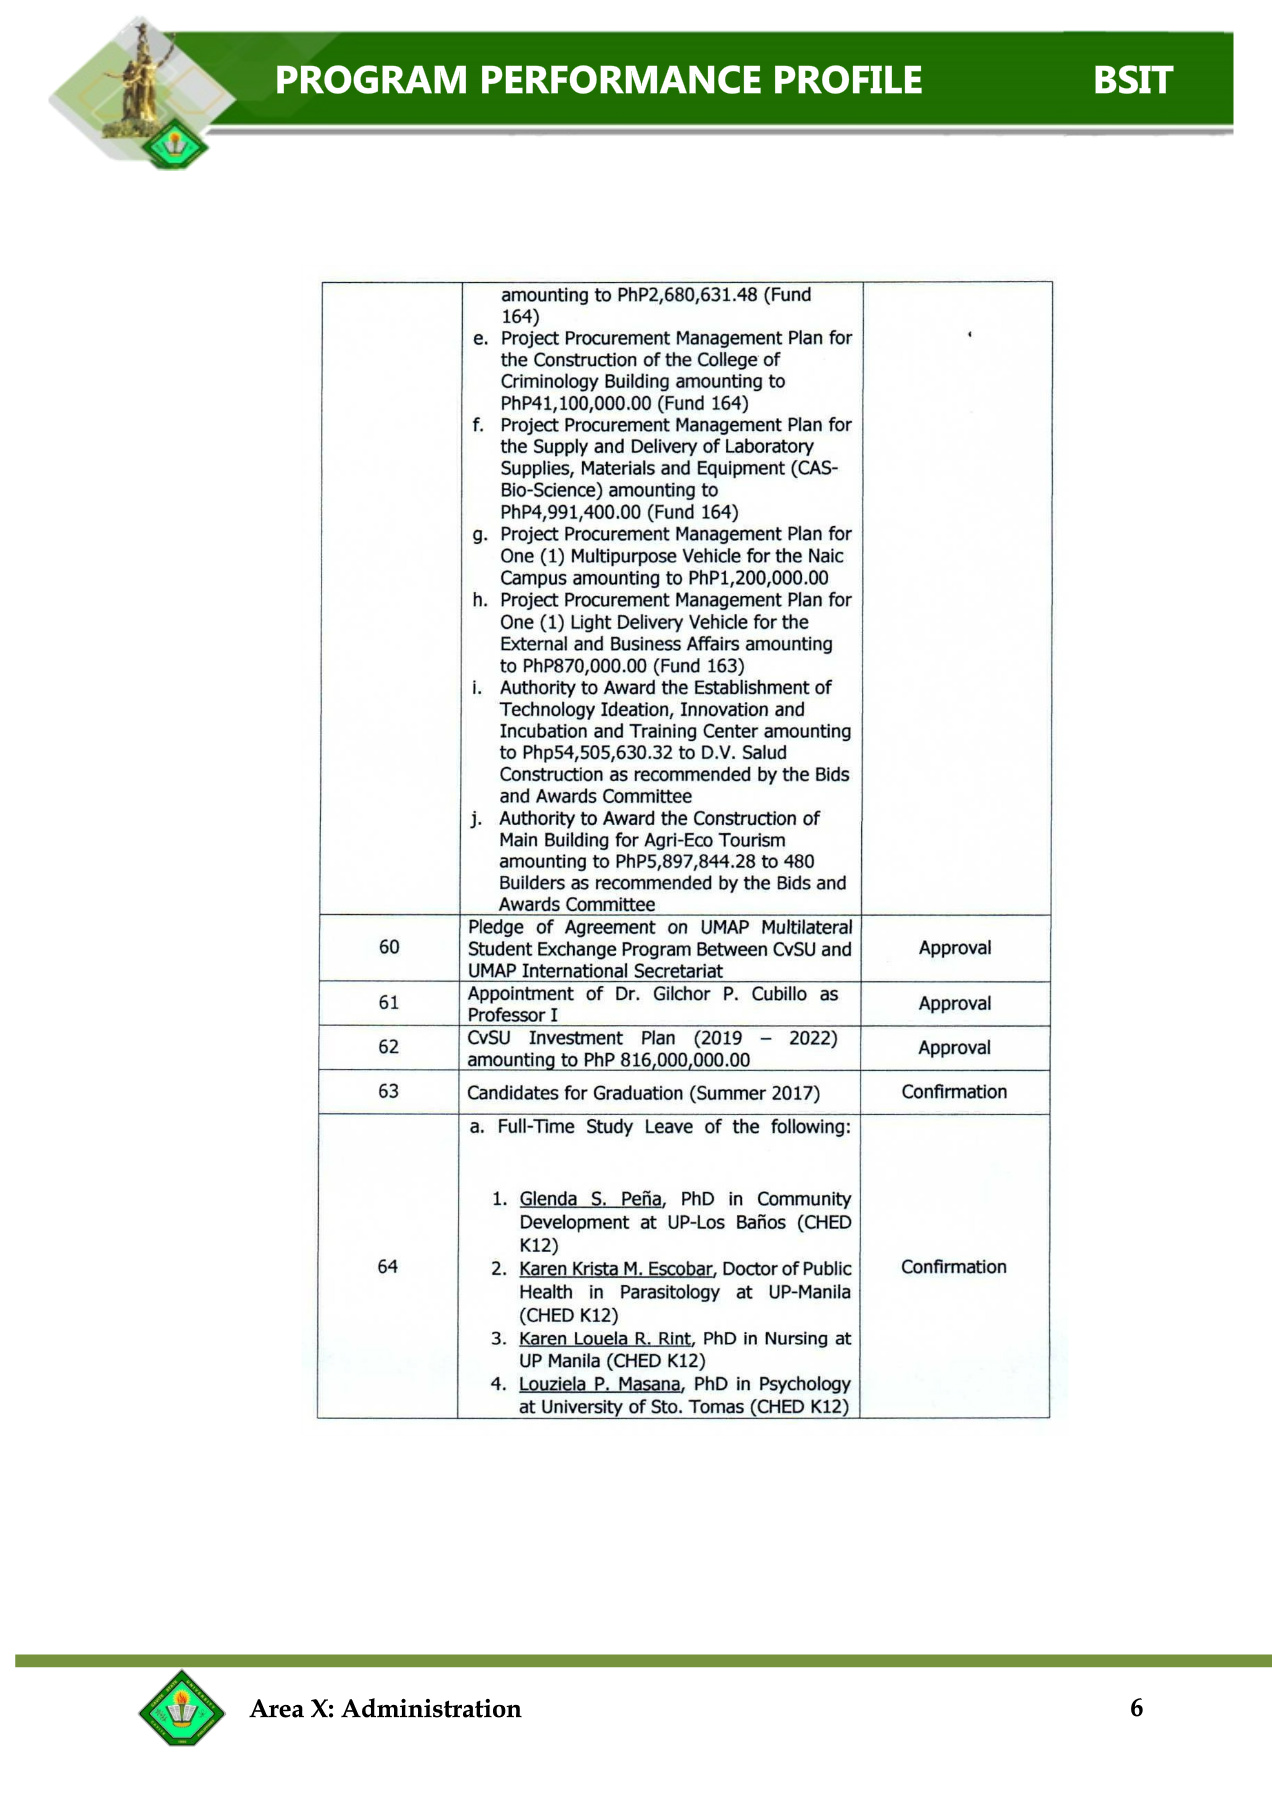 PROGRAM PERFORMANCE PROFILE BSIT
amounting to PhP2,680,631.48 (Fund
164)
e. Project Procurement Management Plan for
the Construction of the College of
Criminology Building amounting to
PhP41,100,000.00 (Fund 164)
f. Project Procurement Management Plan for
the Supply and Delivery of Laboratory
Supplies, Materials and Equipment (CAS-
Bio-Science) amounting to
PhP4,991,400.00 (Fund 164)
g. Project Procurement Management Plan for
One (1) Multipurpose Vehicle for the Naic
Campus amounting to PhP1,200,000.00
h. Project Procurement Management Plan for
One (1) Light Delivery Vehicle for the
External and Business Affairs amounting
to PhP870,000.00 (Fund 163)
i. Authority to Award the Establishment of
Technology Ideation, Innovation and
Incubation and Training Center amounting
to Php54,505,630.32 to D.V. Salud
Construction as recommended by the Bids
and Awards Committee
j. Authority to Award the Construction of
Main Building for Agri-Eco Tourism
amounting to PhP5,897,844.28 to 480
Builders as recommended by the Bids and
Awards Committee
Pledge of Agreement on UMAP Multilateral
60 Student Exchange Program Between CvSU and Approval
UMAP International Secretariat
Appointment of Dr. Gilchor P. Cubillo as
61 Approval
Professor I
CvSU Investment Plan (2019 – 2022)
62 Approval
amounting to PhP 816,000,000.00
63 Candidates for Graduation (Summer 2017) Confirmation
a. Full-Time Study Leave of the following:
1. Glenda S. Peña, PhD in Community
Development at UP-Los Baños (CHED
K12)
64 2. Karen Krista M. Escobar, Doctor of Public Confirmation
Health in Parasitology at UP-Manila
(CHED K12)
3. Karen Louela R. Rint, PhD in Nursing at
UP Manila (CHED K12)
4. Louziela P. Masana, PhD in Psychology
at University of Sto. Tomas (CHED K12)
Area X: Administration 6